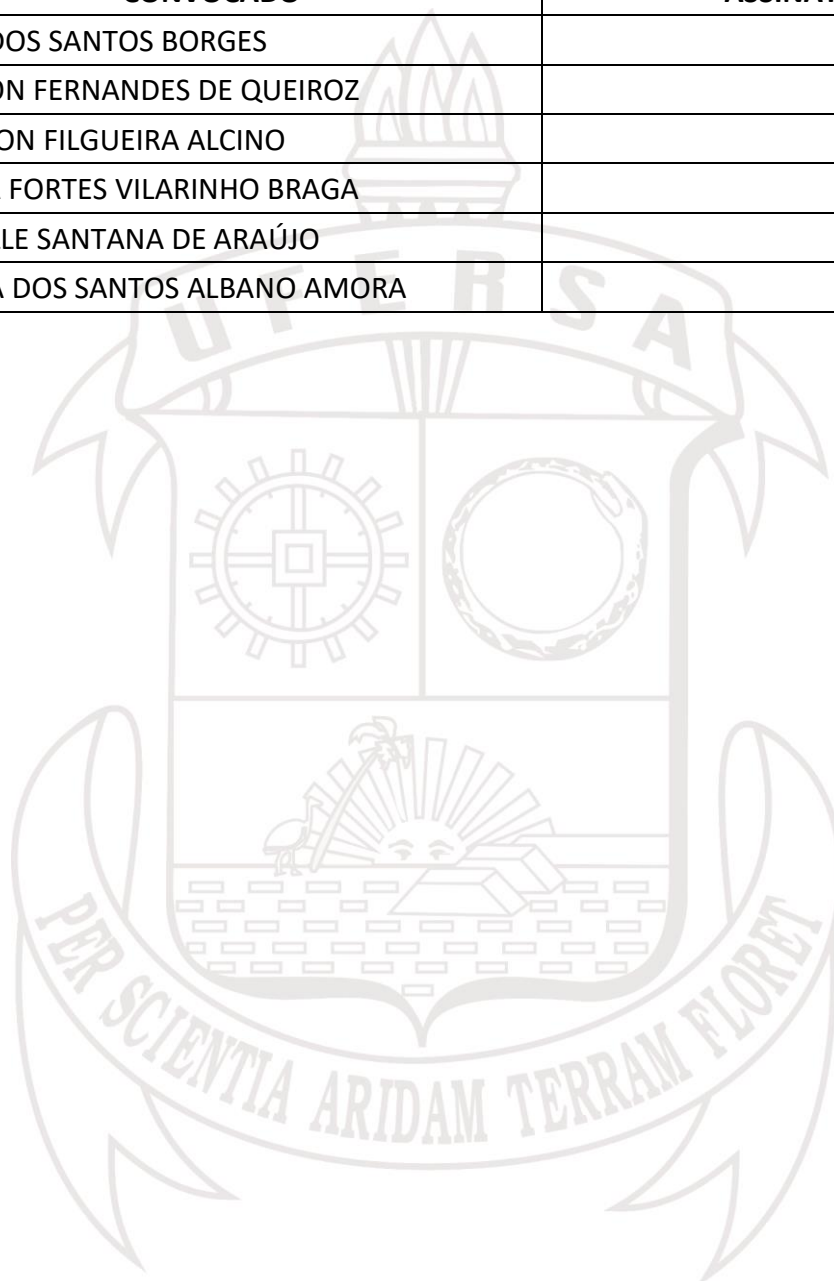 CONVOCADO ASSINAT
DOS SANTOS BORGES
ON FERNANDES DE QUEIROZ
ON FILGUEIRA ALCINO
FORTES VILARINHO BRAGA
LE SANTANA DE ARAÚJO
A DOS SANTOS ALBANO AMORA
UFERSA
PER SCIENTIA ARIDAM TERRAM FLORET